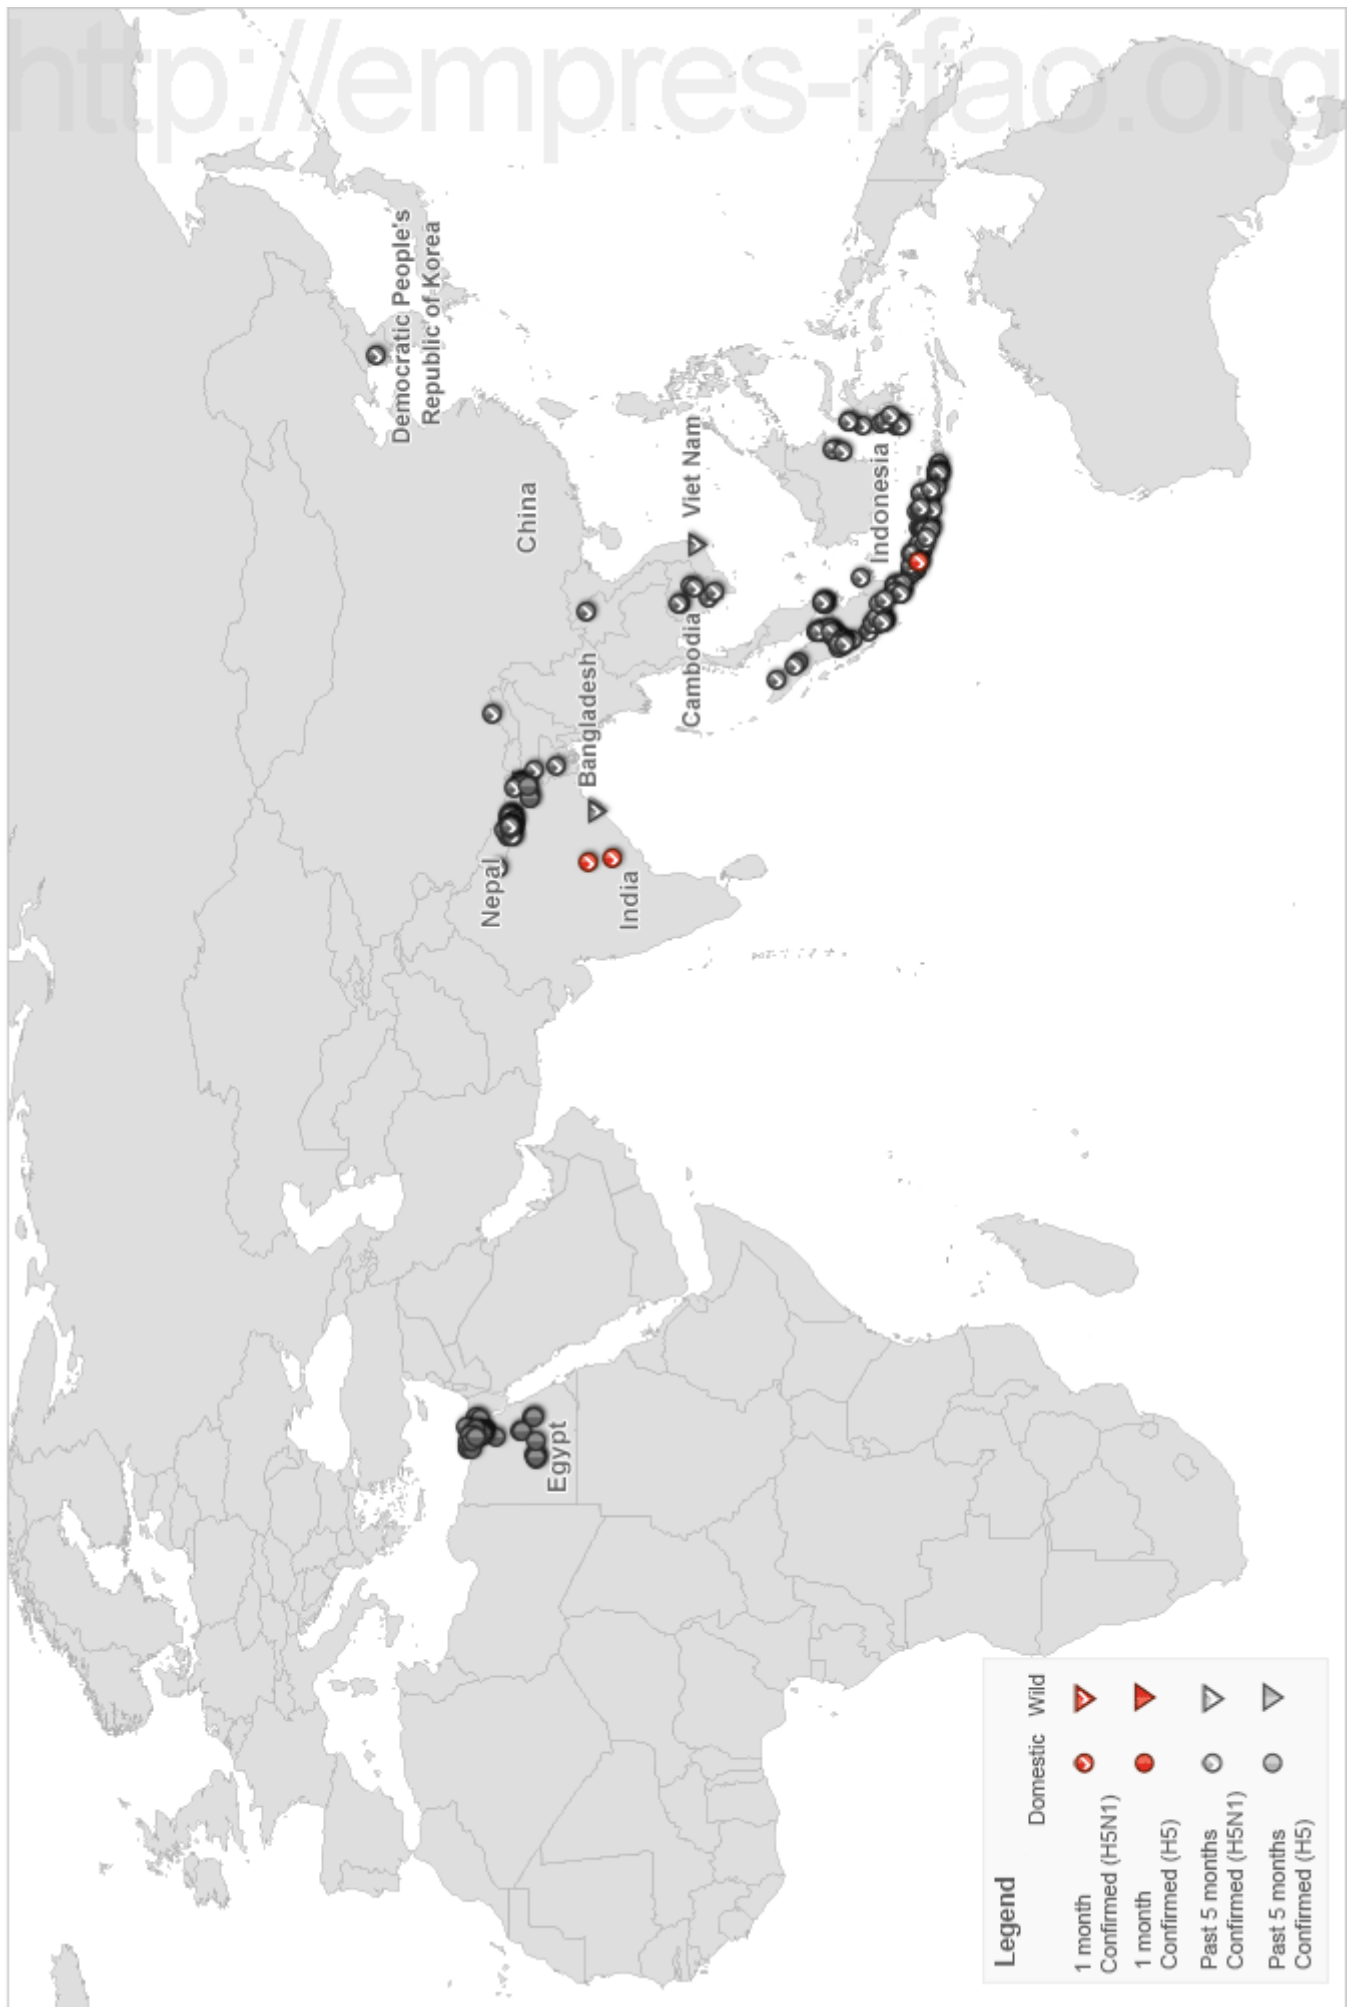 http://empres-i.fao.org
Democratic People's
Republic of Korea
China
Viet Nam
Cambodia
Bangladesh
Nepal
India
Indonesia
Egypt
Legend
Domestic Wild
1 month
Confirmed (H5N1)
1 month
Confirmed (H5)
Past 5 months
Confirmed (H5N1)
Past 5 months
Confirmed (H5)